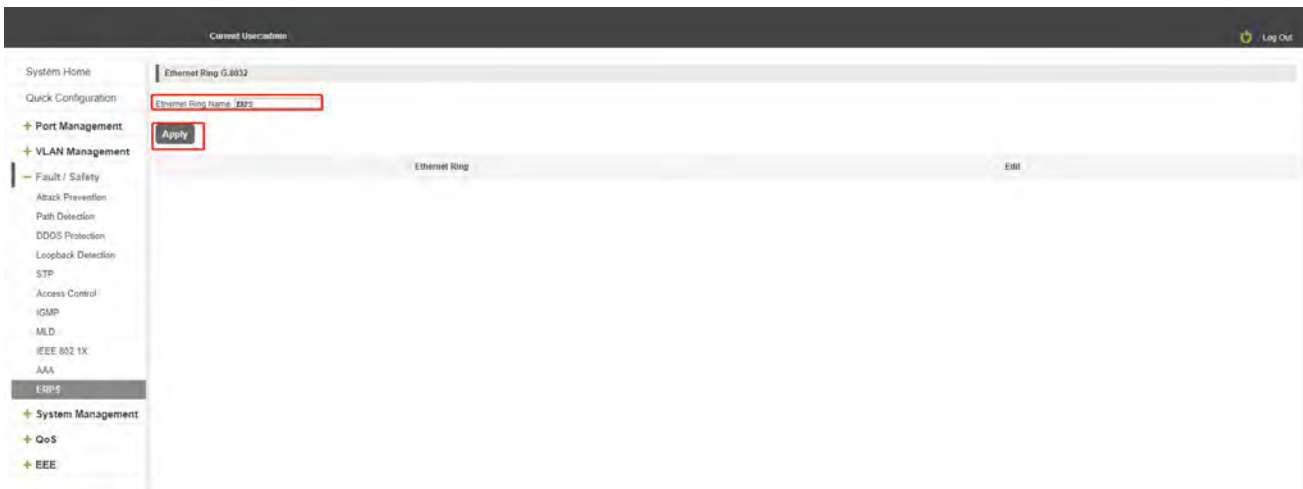 Current User:admin
Log Out
System Home
Quick Configuration
+ Port Management
+ VLAN Management
− Fault / Safety
Attack Prevention
Path Detection
DDOS Protection
Loopback Detection
STP
Access Control
IGMP
MLD
IEEE 802 1X
AAA
ERPS
+ System Management
+ QoS
+ EEE
Ethernet Ring G.8032
Ethernet Ring Name ERPS
Apply
Ethernet Ring Edit